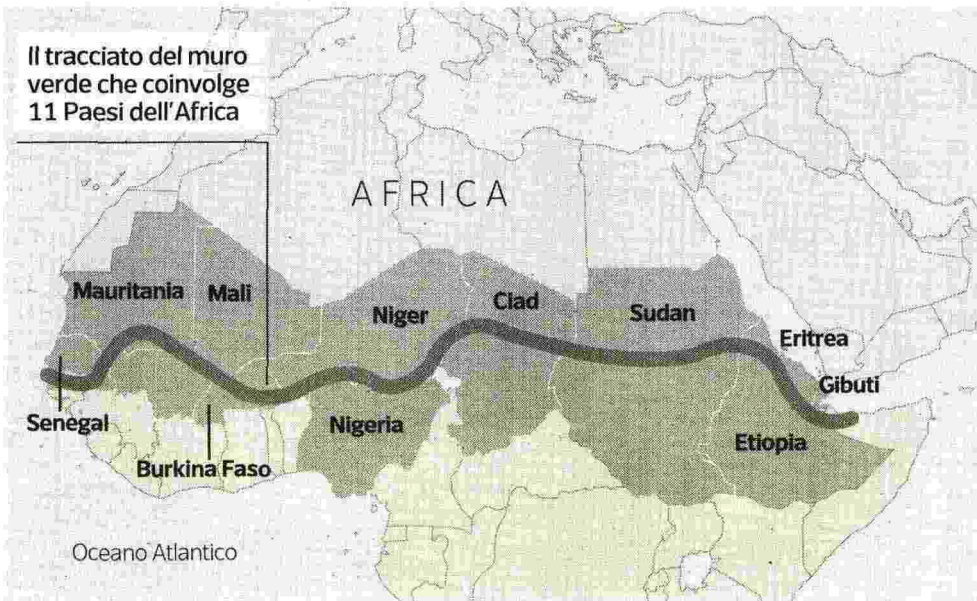 Il tracciato del muro
verde che coinvolge
11 Paesi dell'Africa
AFRICA
Mauritania
Mali
Niger
Ciad
Sudan
Eritrea
Gibuti
Senegal
Nigeria
Etiopia
Burkina Faso
Oceano Atlantico